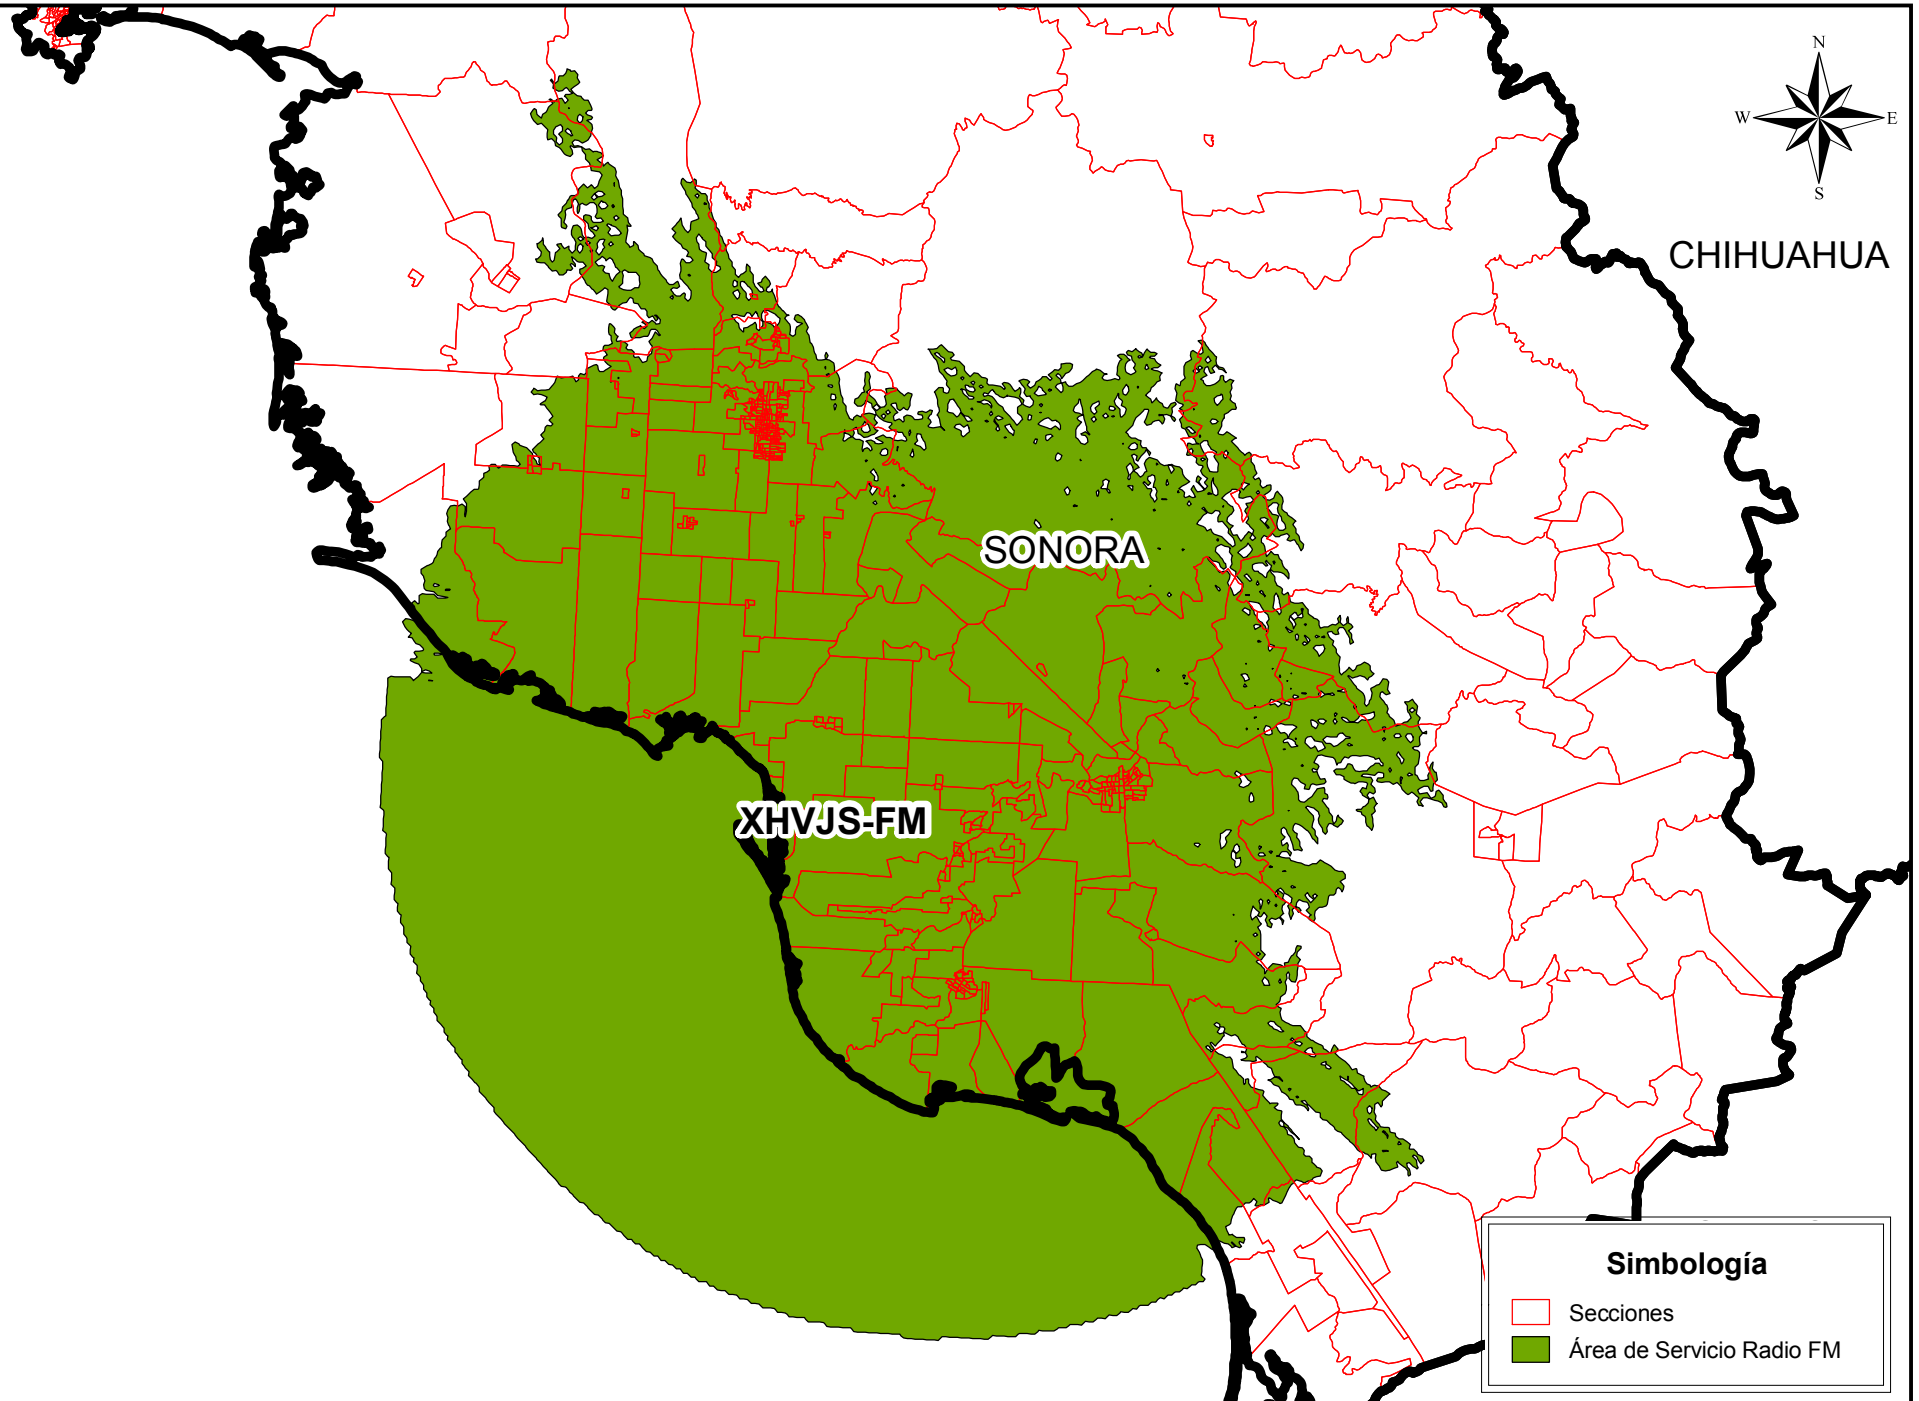 N
W E
S
CHIHUAHUA
SONORA
XHVJS-FM
Simbología
Secciones
Área de Servicio Radio FM